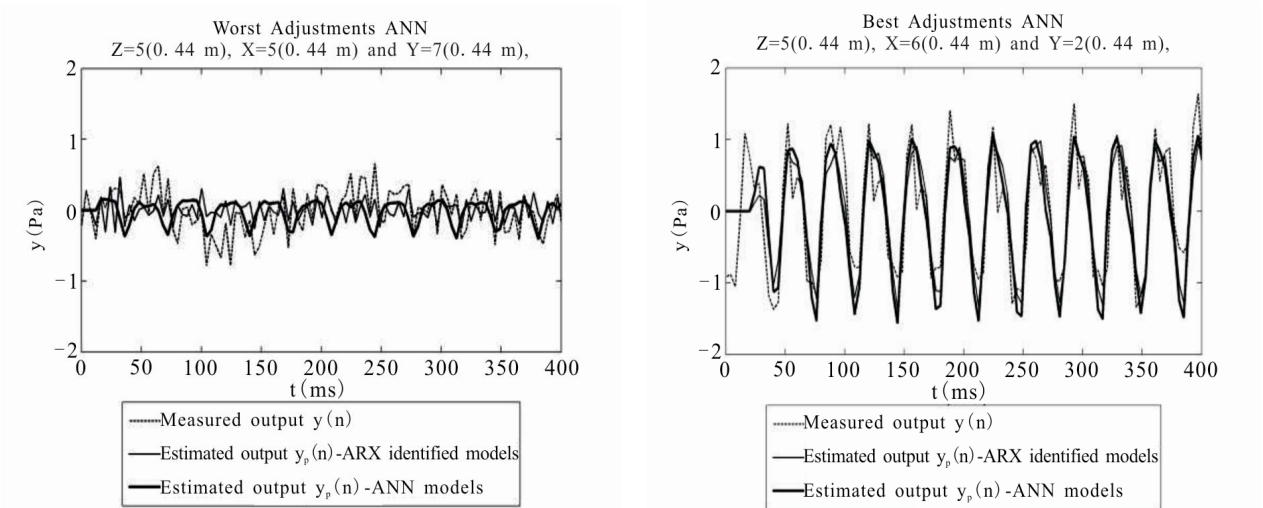 Worst Adjustments ANN
Z=5(0.44 m), X=5(0.44 m) and Y=7(0.44 m),
2
1
0
−1
−2
y(Pa)
0 50 100 150 200 250 300 350 400
t(ms)
Measured output y(n)
Estimated output yp(n)-ARX identified models
Estimated output yp(n)-ANN models
Best Adjustments ANN
Z=5(0.44 m), X=6(0.44 m) and Y=2(0.44 m),
2
1
0
−1
−2
y(Pa)
0 50 100 150 200 250 300 350 400
t(ms)
Measured output y(n)
Estimated output yp(n)-ARX identified models
Estimated output yp(n)-ANN models